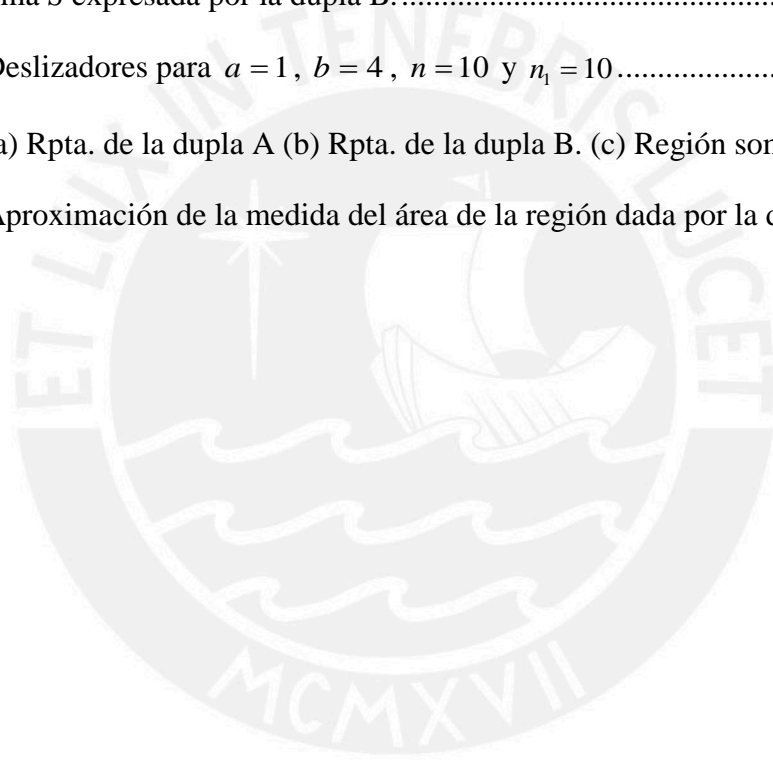 S expresada por la dupla B.
Deslizadores para a = 1, b = 4, n = 10 y n₁ = 10
a) Rpta. de la dupla A (b) Rpta. de la dupla B. (c) Región
Aproximación de la medida del área de la región dada por la
ET LUX IN TENEBRIS LUCET
MCMXVII